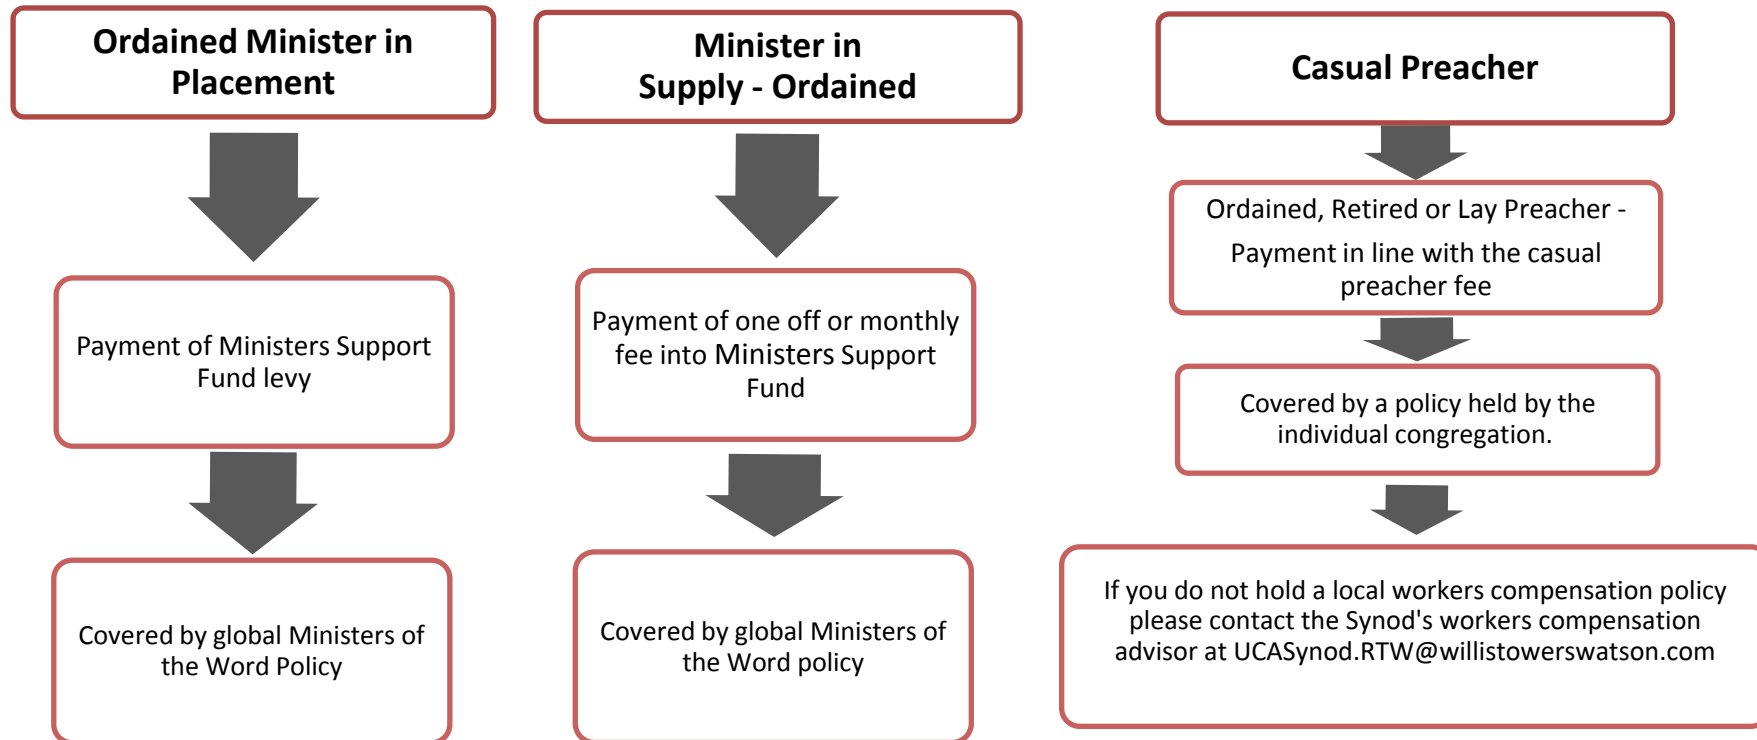 Ordained Minister in
Placement
Payment of Ministers Support
Fund levy
Covered by global Ministers of
the Word Policy
Minister in
Supply - Ordained
Payment of one off or monthly
fee into Ministers Support
Fund
Covered by global Ministers of
the Word policy
Casual Preacher
Ordained, Retired or Lay Preacher -
Payment in line with the casual
preacher fee
Covered by a policy held by the
individual congregation.
If you do not hold a local workers compensation policy
please contact the Synod's workers compensation
advisor at UCASynod.RTW@willistowerswatson.com